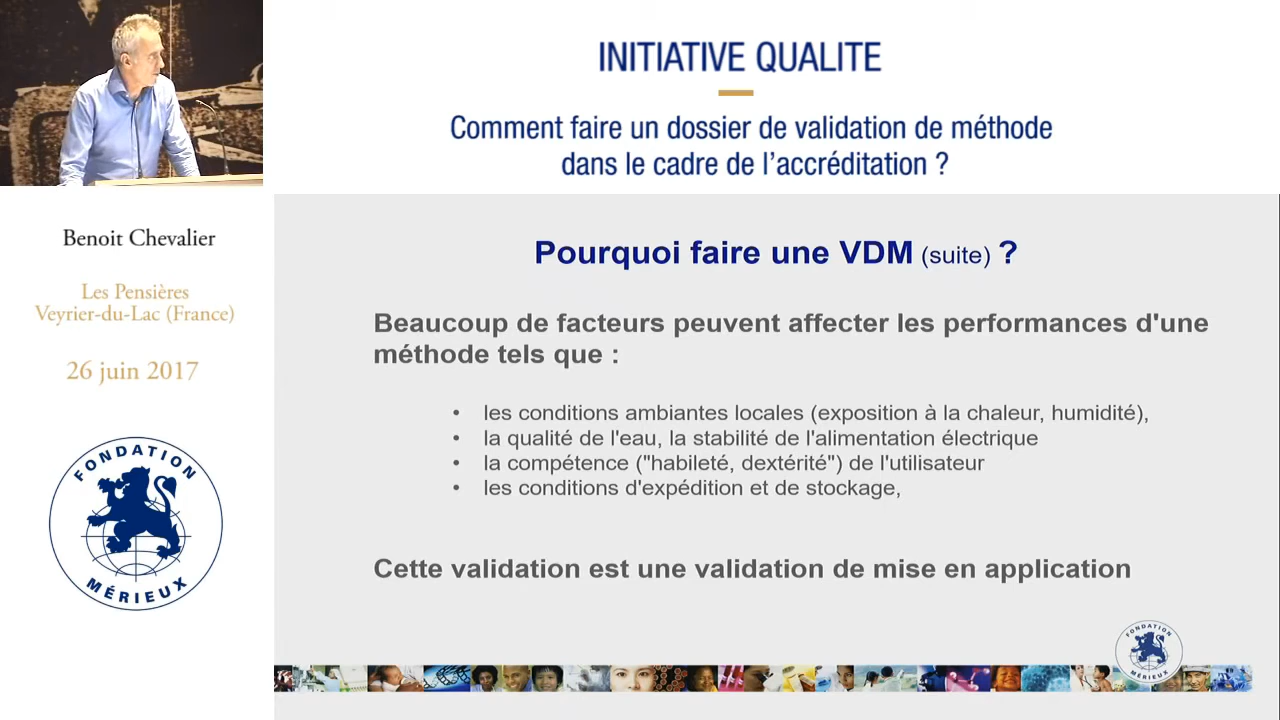 INITIATIVE QUALITE
Comment faire un dossier de validation de méthode
dans le cadre de l'accréditation ?
Benoit Chevalier
Les Pensières
Veyrier-du-Lac (France)
26 juin 2017
FONDATION
MÉRIEUX
Pourquoi faire une VDM (suite) ?
Beaucoup de facteurs peuvent affecter les performances d'une
méthode tels que :
• les conditions ambiantes locales (exposition à la chaleur, humidité),
• la qualité de l'eau, la stabilité de l'alimentation électrique
• la compétence ("habileté, dextérité") de l'utilisateur
• les conditions d'expédition et de stockage,
Cette validation est une validation de mise en application
FONDATION
MÉRIEUX